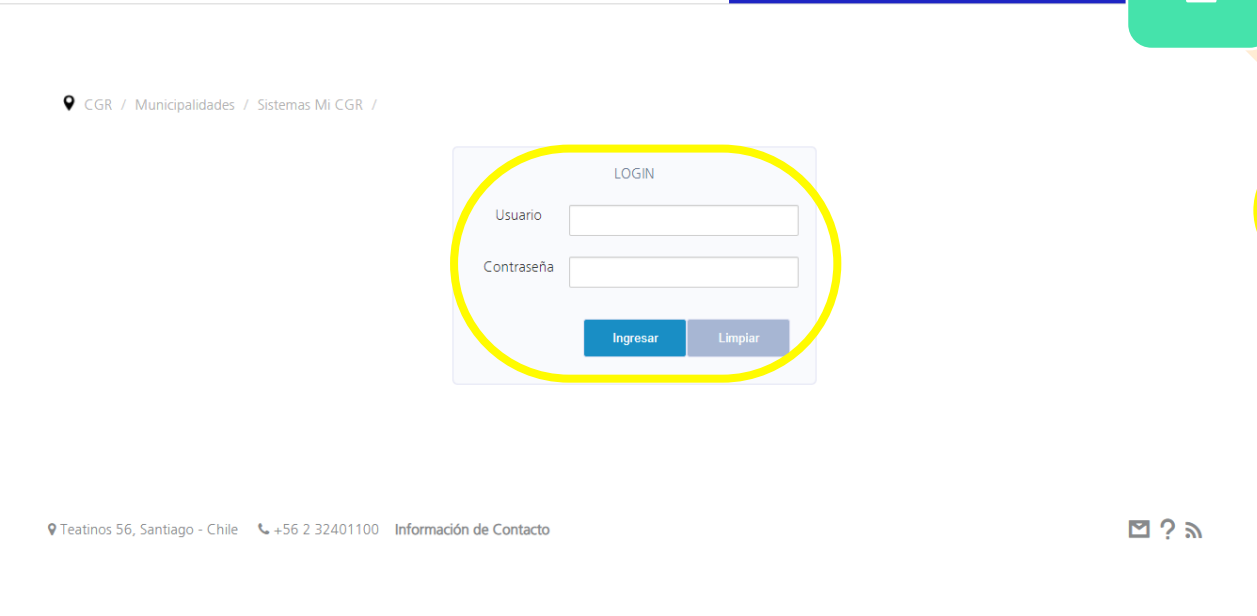 CGR / Municipalidades / Sistemas Mi CGR /
LOGIN
Usuario
Contraseña
Ingresar Limpiar
Teatinos 56, Santiago - Chile +56 2 32401100 Información de Contacto